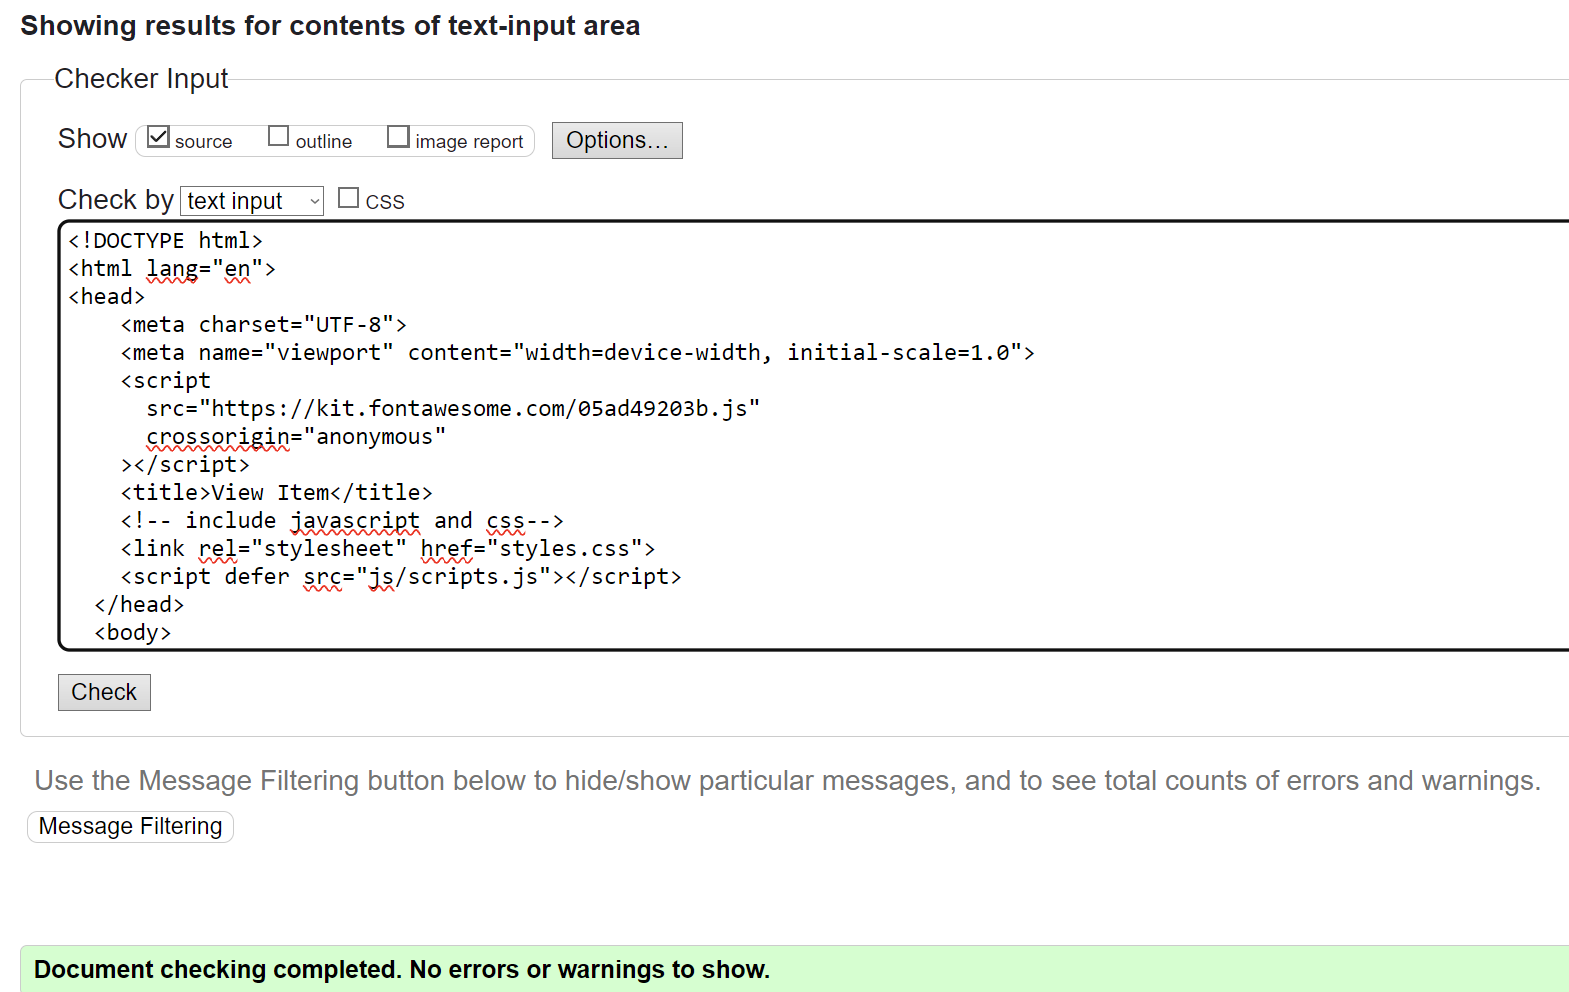 Showing results for contents of text-input area
Checker Input
Show source outline image report Options...
Check by text input CSS
<!DOCTYPE html>
<html lang="en">
<head>
    <meta charset="UTF-8">
    <meta name="viewport" content="width=device-width, initial-scale=1.0">
    <script
      src="https://kit.fontawesome.com/05ad49203b.js"
      crossorigin="anonymous"
    ></script>
    <title>View Item</title>
    <!-- include javascript and css-->
    <link rel="stylesheet" href="styles.css">
    <script defer src="js/scripts.js"></script>
  </head>
  <body>
Check
Use the Message Filtering button below to hide/show particular messages, and to see total counts of errors and warnings.
Message Filtering
Document checking completed. No errors or warnings to show.